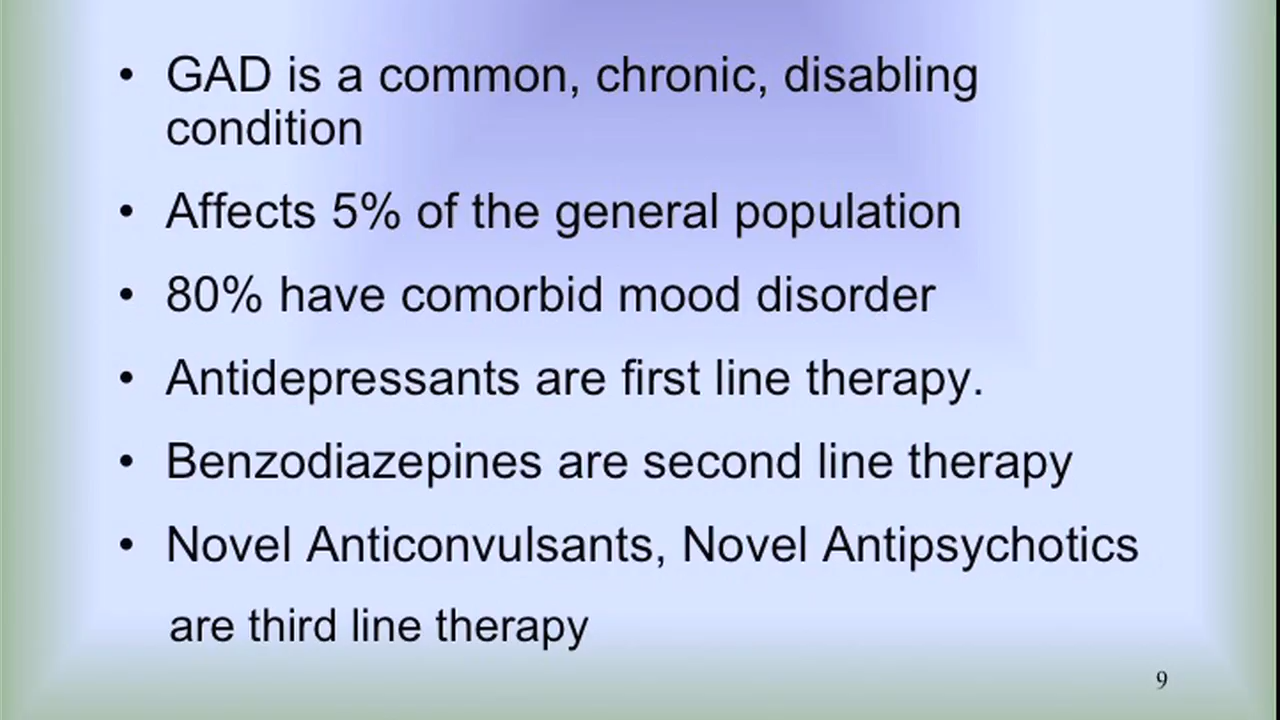 • GAD is a common, chronic, disabling
condition
• Affects 5% of the general population
• 80% have comorbid mood disorder
• Antidepressants are first line therapy.
• Benzodiazepines are second line therapy
• Novel Anticonvulsants, Novel Antipsychotics
are third line therapy
9